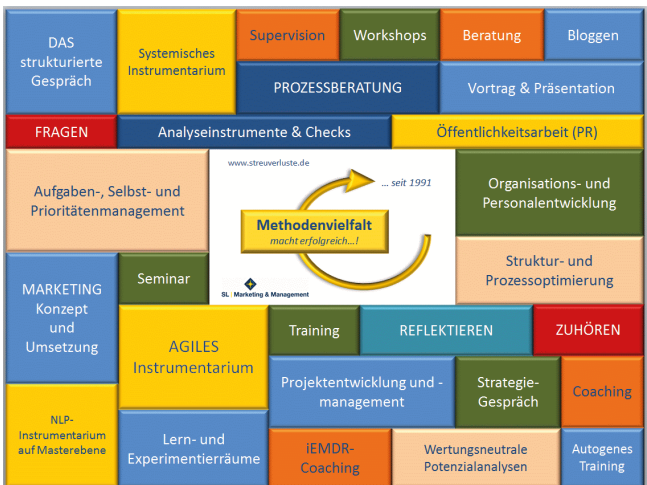 DAS
strukturierte
Gespräch
Systemisches
Instrumentarium
Supervision
Workshops
Beratung
Bloggen
PROZESSBERATUNG
Vortrag & Präsentation
FRAGEN
Analyseinstrumente & Checks
Öffentlichkeitsarbeit (PR)
Aufgaben-, Selbst- und
Prioritätenmanagement
www.streuverluste.de
... seit 1991
Methodenvielfalt
macht erfolgreich...!
SL | Marketing & Management
Organisations- und
Personalentwicklung
Struktur- und
Prozessoptimierung
MARKETING
Konzept
und
Umsetzung
Seminar
AGILES
Instrumentarium
Training
REFLEKTIEREN
ZUHÖREN
Projektentwicklung und -
management
Strategie-
Gespräch
Coaching
NLP-
Instrumentarium
auf Masterebene
Lern- und
Experimentierräume
iEMDR-
Coaching
Wertungsneutrale
Potenzialanalysen
Autogenes
Training